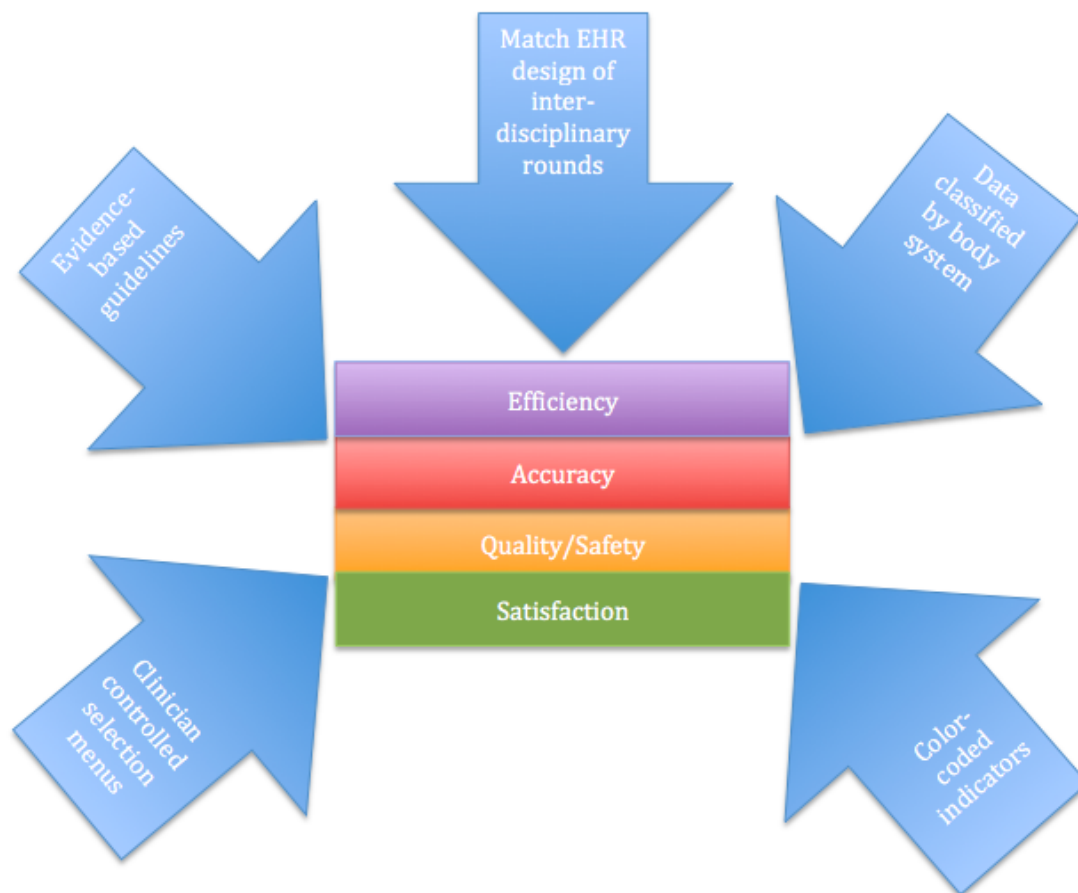 Match EHR
design of
inter-
disciplinary
rounds
Evidence-
based
guidelines
Data
classified
by body
system
Efficiency
Accuracy
Quality/Safety
Satisfaction
Clinician
controlled
selection
menus
Color-
coded
indicators